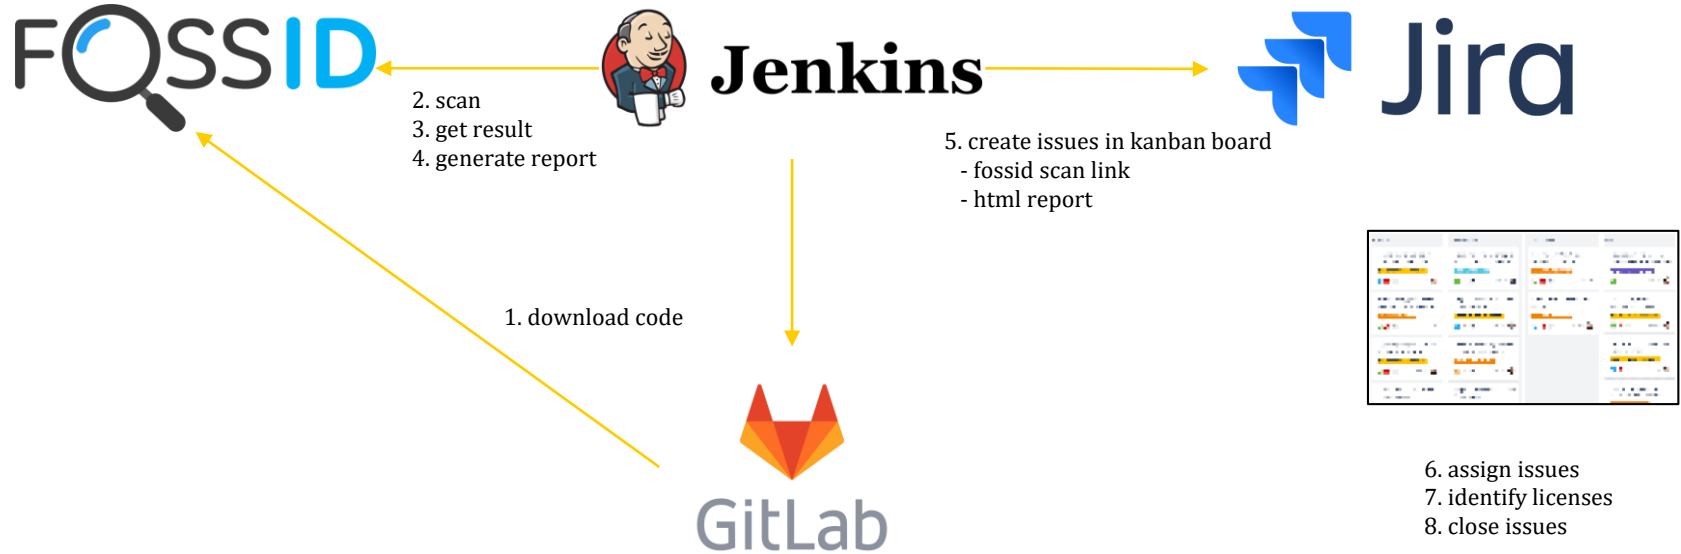 FOSSID
Jenkins
Jira
2. scan
3. get result
4. generate report
5. create issues in kanban board
- fossid scan link
- html report
1. download code
GitLab
6. assign issues
7. identify licenses
8. close issues